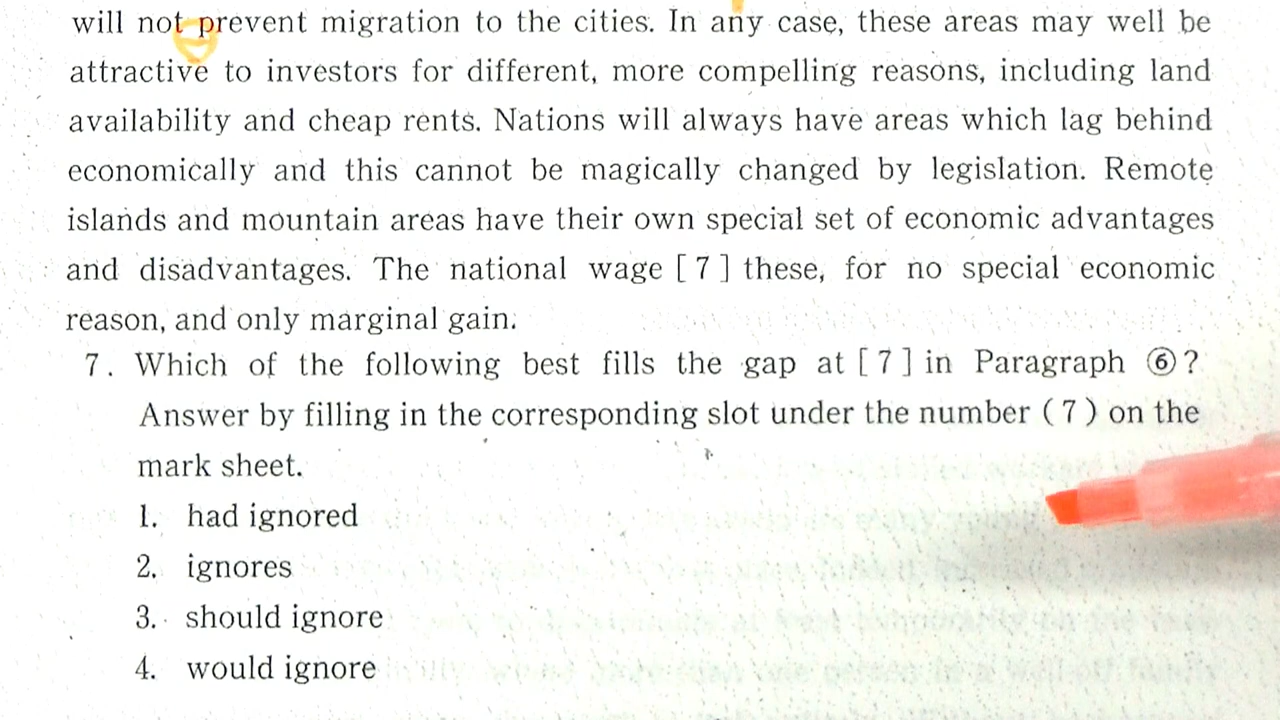 will not prevent migration to the cities. In any case, these areas may well be
attractive to investors for different, more compelling reasons, including land
availability and cheap rents. Nations will always have areas which lag behind
economically and this cannot be magically changed by legislation. Remote
islands and mountain areas have their own special set of economic advantages
and disadvantages. The national wage [7] these, for no special economic
reason, and only marginal gain.
7. Which of the following best fills the gap at [7] in Paragraph ⑥?
Answer by filling in the corresponding slot under the number (7) on the
mark sheet.
1. had ignored
2. ignores
3. should ignore
4. would ignore